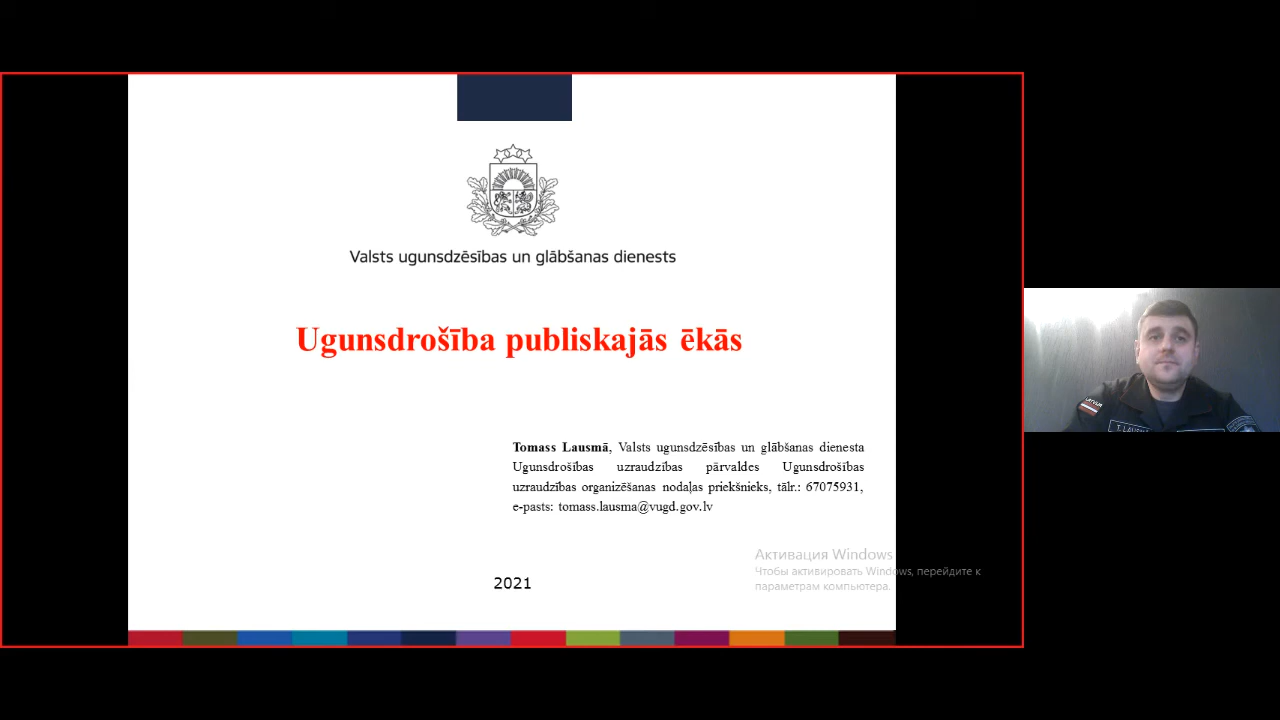 Valsts ugunsdzēsības un glābšanas dienests
Ugunsdrošība publiskajās ēkās
Tomass Lausmā, Valsts ugunsdzēsības un glābšanas dienesta
Ugunsdrošības uzraudzības pārvaldes Ugunsdrošības
uzraudzības organizēšanas nodaļas priekšnieks, tālr.: 67075931,
e-pasts: tomass.lausma@vugd.gov.lv
Активация Windows
Чтобы активировать Windows, перейдите к
параметрам компьютера.
2021
LATVIJA